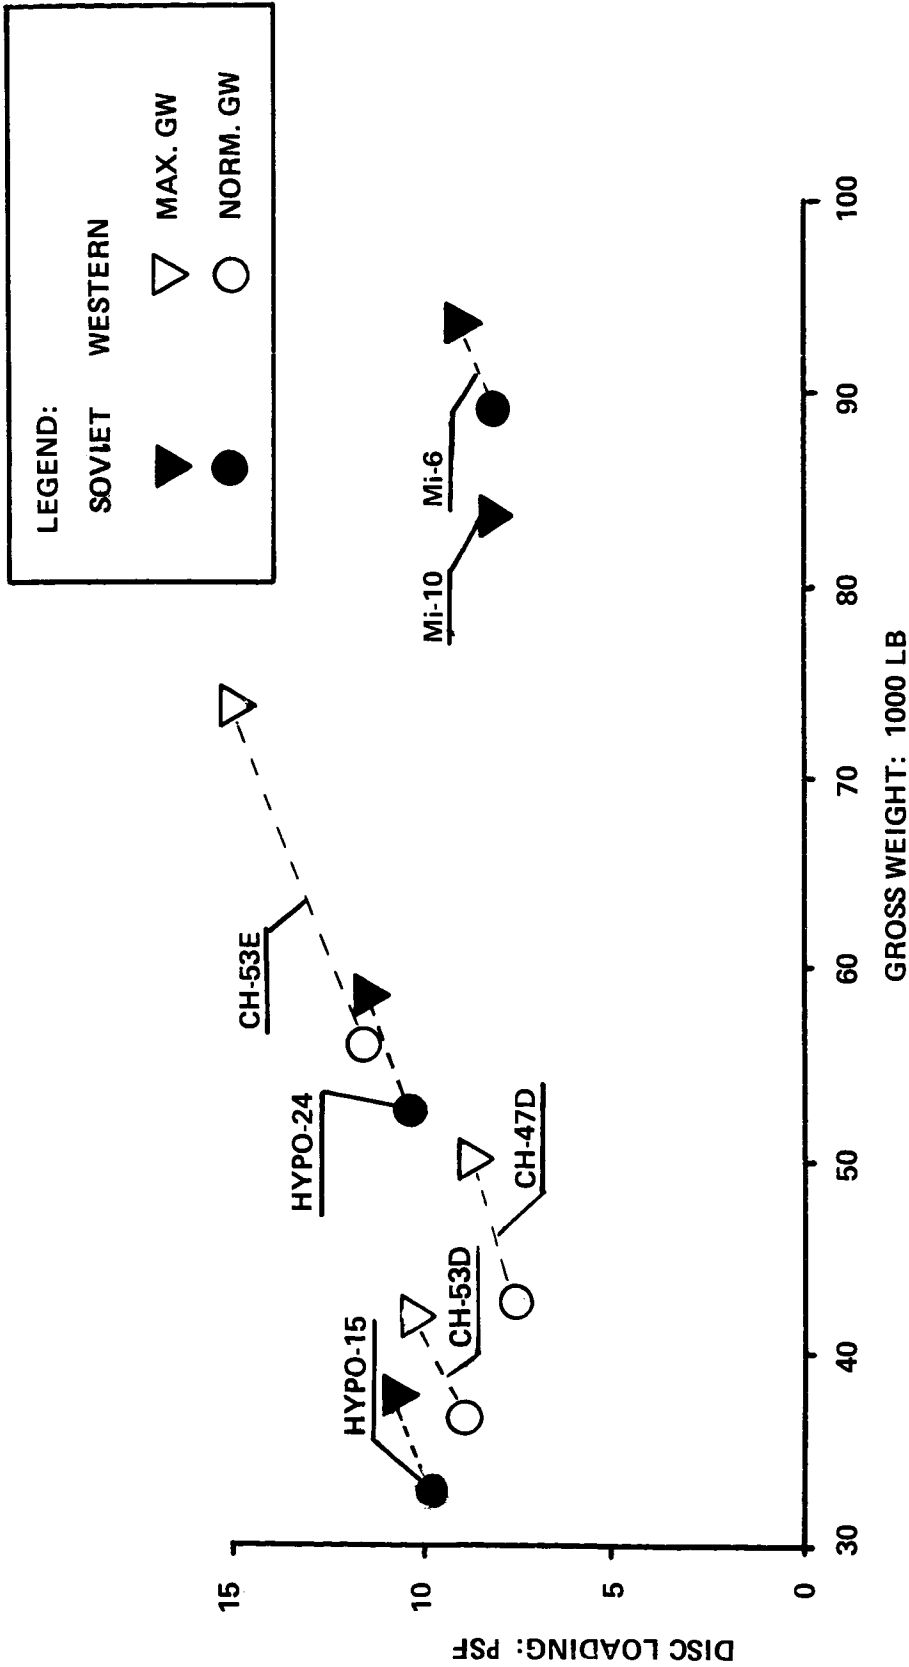 LEGEND:
SOVIET WESTERN
MAX. GW
NORM. GW
CH-53E
HYPO-24
HYPO-15
CH-53D
CH-47D
Mi-10
Mi-6
15
10
5
0
DISC LOADING: PSF
30 40 50 60 70 80 90 100
GROSS WEIGHT: 1000 LB